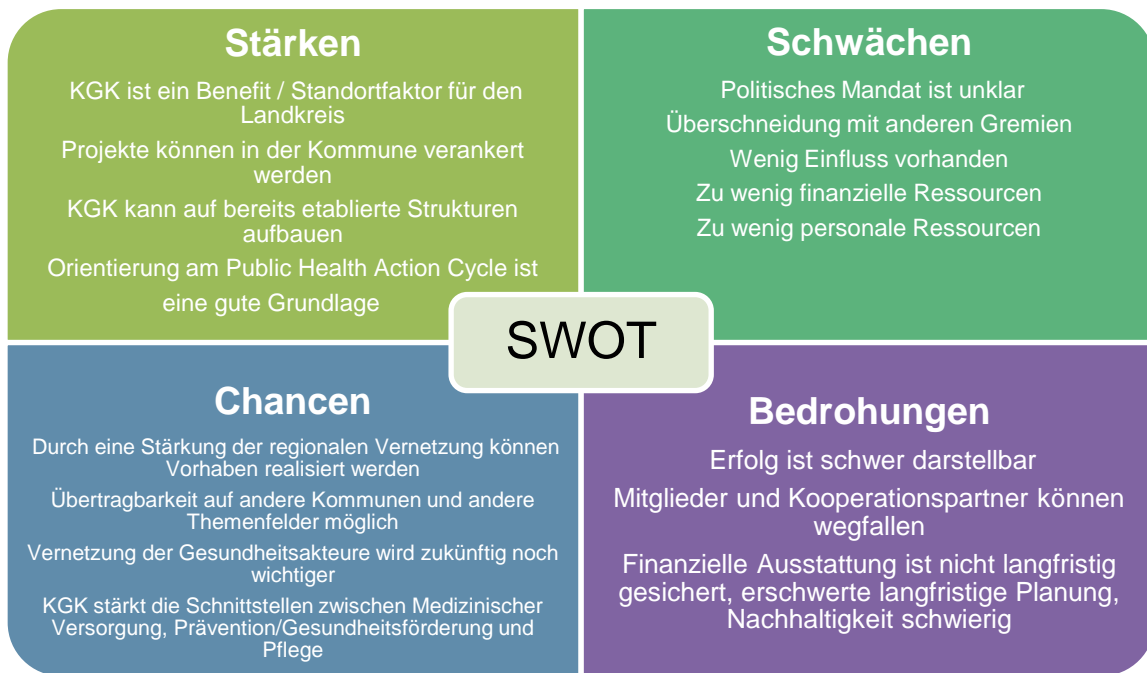 Stärken
KGK ist ein Benefit / Standortfaktor für den
Landkreis
Projekte können in der Kommune verankert
werden
KGK kann auf bereits etablierte Strukturen
aufbauen
Orientierung am Public Health Action Cycle ist
eine gute Grundlage
Schwächen
Politisches Mandat ist unklar
Überschneidung mit anderen Gremien
Wenig Einfluss vorhanden
Zu wenig finanzielle Ressourcen
Zu wenig personale Ressourcen
SWOT
Chancen
Durch eine Stärkung der regionalen Vernetzung können
Vorhaben realisiert werden
Übertragbarkeit auf andere Kommunen und andere
Themenfelder möglich
Vernetzung der Gesundheitsakteure wird zukünftig noch
wichtiger
KGK stärkt die Schnittstellen zwischen Medizinischer
Versorgung, Prävention/Gesundheitsförderung und
Pflege
Bedrohungen
Erfolg ist schwer darstellbar
Mitglieder und Kooperationspartner können
wegfallen
Finanzielle Ausstattung ist nicht langfristig
gesichert, erschwerte langfristige Planung,
Nachhaltigkeit schwierig